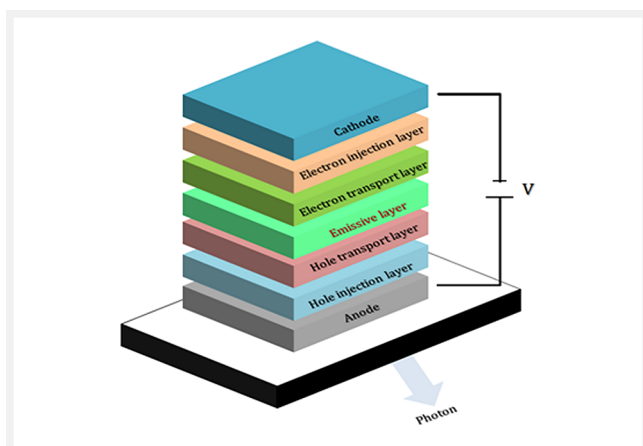 Cathode
Electron injection layer
Electron transport layer
Emissive layer
Hole transport layer
Hole injection layer
Anode
V
Photon